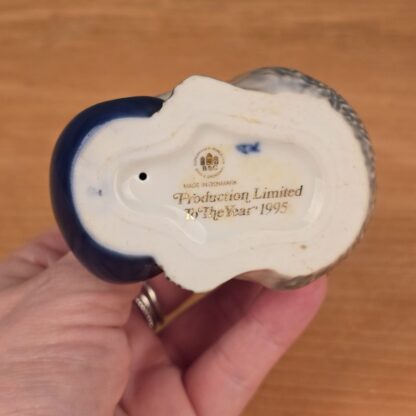 B&G
MADE IN DENMARK
Production Limited
To The Year 1995